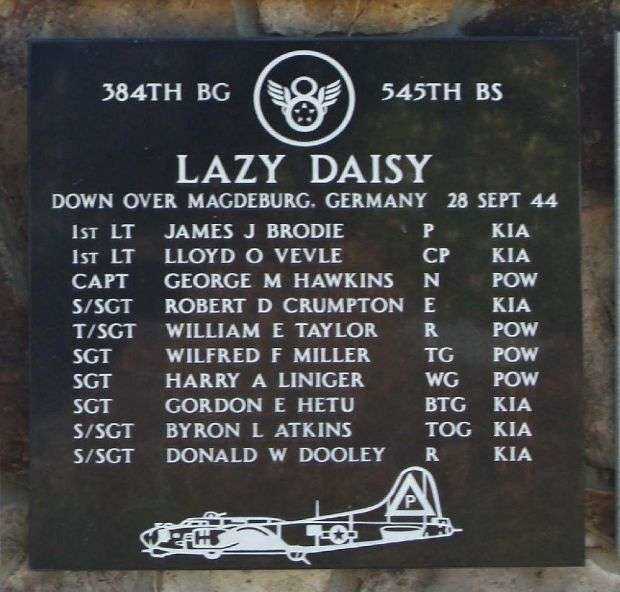 384TH BG 545TH BS
LAZY DAISY
DOWN OVER MAGDEBURG, GERMANY 28 SEPT 44
1ST LT JAMES J BRODIE P KIA
1ST LT LLOYD O VEVLE CP KIA
CAPT GEORGE M HAWKINS N POW
S/SGT ROBERT D CRUMPTON E KIA
T/SGT WILLIAM E TAYLOR R POW
SGT WILFRED F MILLER TG POW
SGT HARRY A LINIGER WG POW
SGT GORDON E HETU BTG KIA
S/SGT BYRON L ATKINS TOG KIA
S/SGT DONALD W DOOLEY R KIA
P